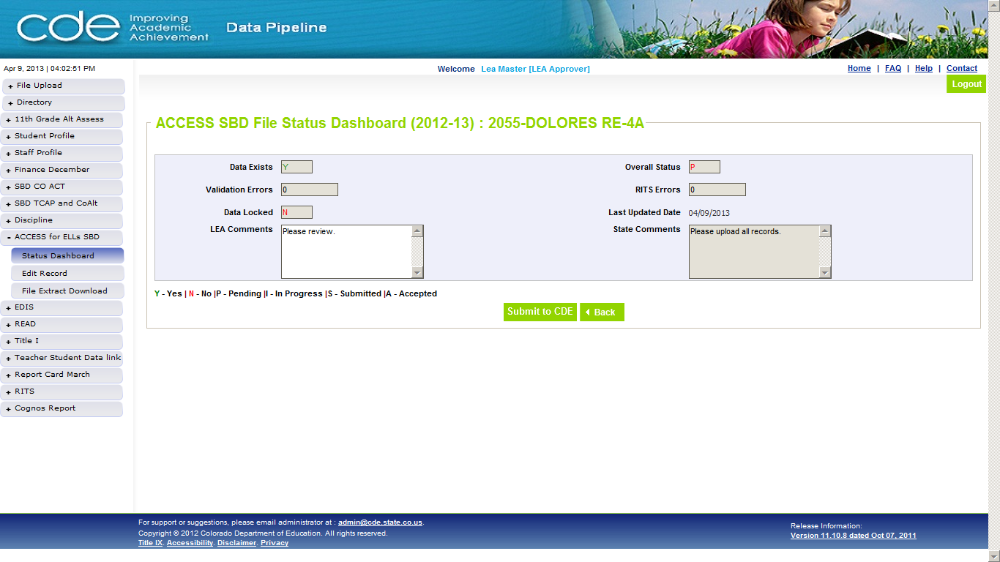 cde Improving
Academic
Achievement
Data Pipeline
Apr 9, 2013 | 04:02:51 PM
Welcome Lea Master [LEA Approver]
Home | FAQ | Help | Contact
Logout
+ File Upload
+ Directory
+ 11th Grade Alt Assess
+ Student Profile
+ Staff Profile
+ Finance December
+ SBD CO ACT
+ SBD TCAP and CoAlt
+ Discipline
- ACCESS for ELLs SBD
Status Dashboard
Edit Record
File Extract Download
+ EDIS
+ READ
+ Title I
+ Teacher Student Data link
+ Report Card March
+ RITS
+ Cognos Report
ACCESS SBD File Status Dashboard (2012-13) : 2055-DOLORES RE-4A
Data Exists Y Overall Status P
Validation Errors 0 RITS Errors 0
Data Locked N Last Updated Date 04/09/2013
LEA Comments Please review. State Comments Please upload all records.
Y - Yes | N - No |P - Pending |I - In Progress |S - Submitted |A - Accepted
Submit to CDE Back
For support or suggestions, please email administrator at : admin@cde.state.co.us.
Copyright © 2012 Colorado Department of Education. All rights reserved.
Title IX. Accessibility. Disclaimer. Privacy
Release Information:
Version 11.10.8 dated Oct 07, 2011